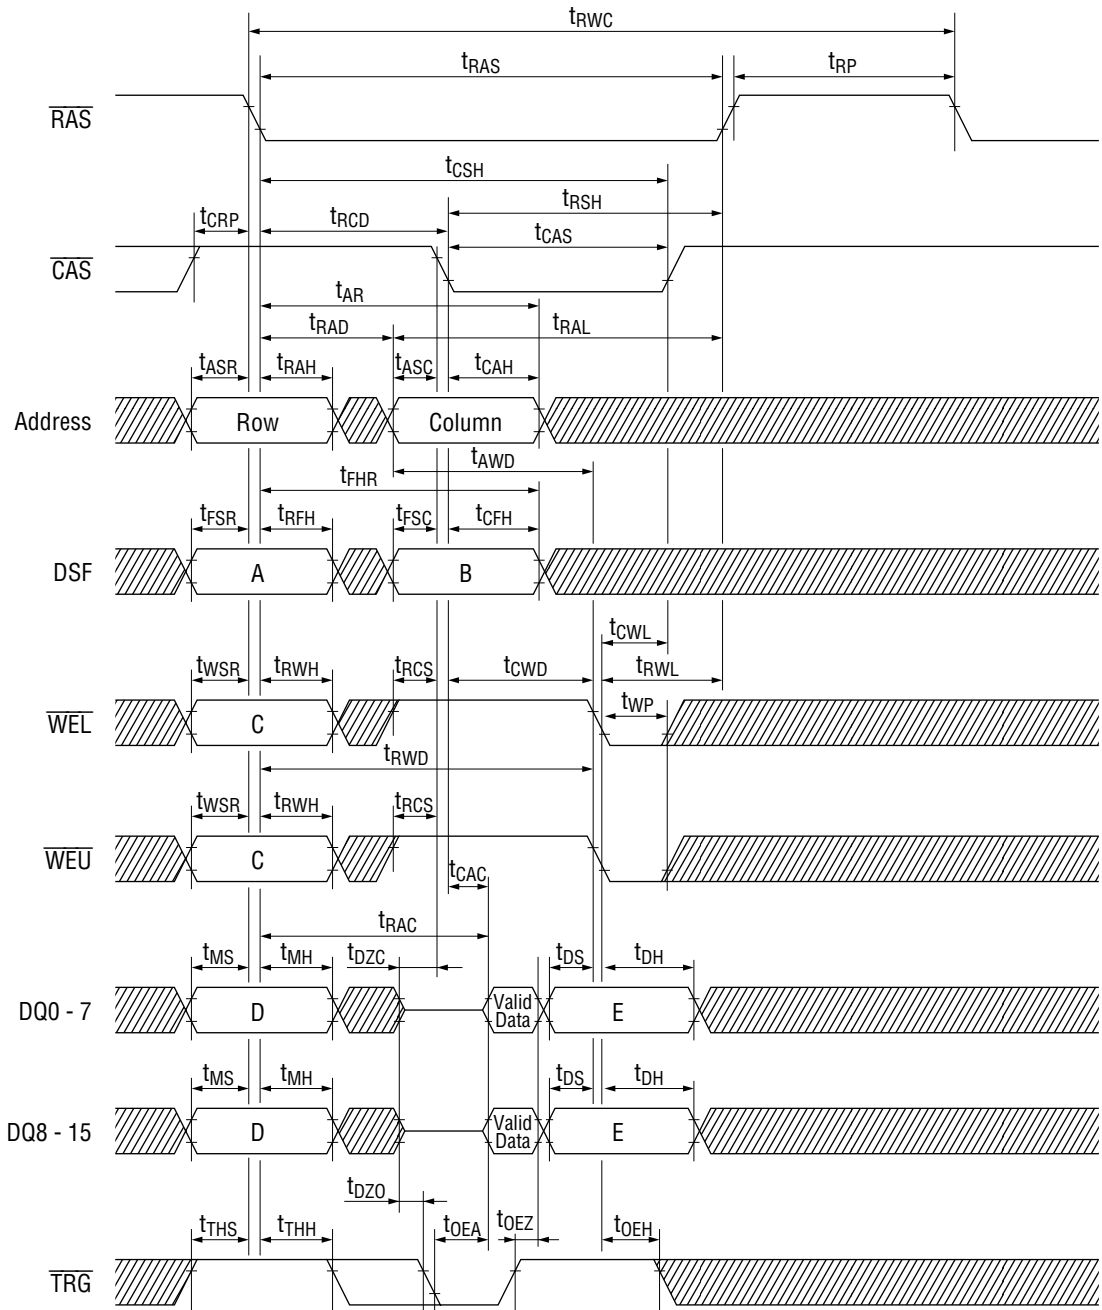 tRWC
tRAS tRP
RAS
tCSH
tCRP tRCD tRSH
tCAS
CAS
tAR
tRAD tRAL
tASR tRAH tASC tCAH
Address Row Column
tAWD
tFHR
tFSR tRFH tFSC tCFH
DSF A B
tCWL
tWSR tRWH tRCS tCWD tRWL
tWP
WEL C
tRWD
tWSR tRWH tRCS
WEU C
tCAC
tRAC
tMS tMH tDZC tDS tDH
DQ0 - 7 D Valid Data E
tMS tMH tDS tDH
DQ8 - 15 D Valid Data E
tDZO
tTHS tTHH tOEA tOEZ tOEH
TRG